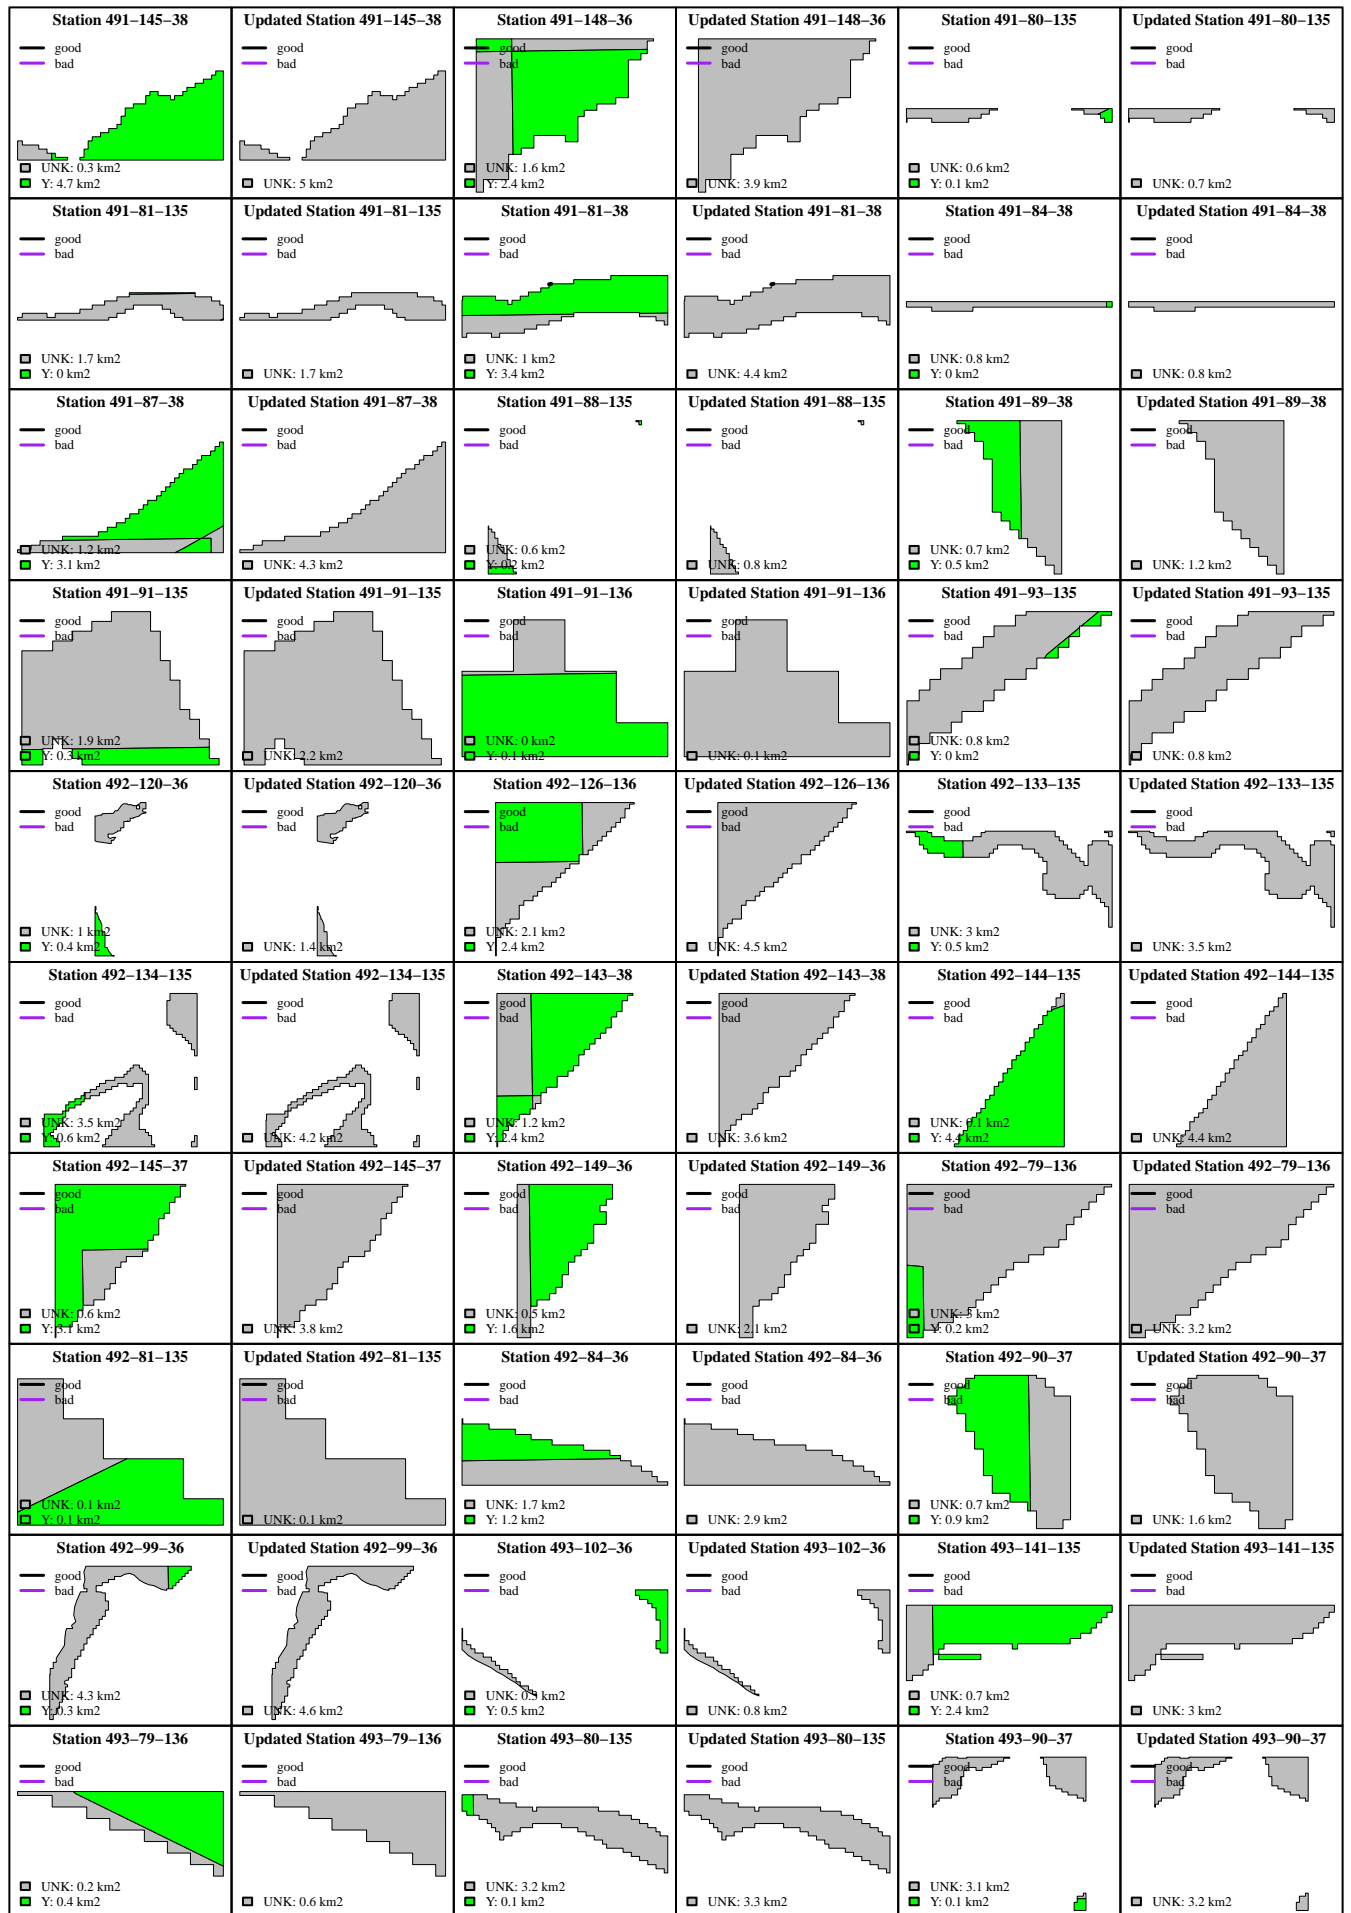 Station 491−145−38
good
bad
UNK: 0.3 km2
Y: 4.7 km2
Updated Station 491−145−38
good
bad
UNK: 5 km2
Station 491−148−36
good
bad
UNK: 1.6 km2
Y: 2.4 km2
Updated Station 491−148−36
good
bad
UNK: 3.9 km2
Station 491−80−135
good
bad
UNK: 0.6 km2
Y: 0.1 km2
Updated Station 491−80−135
good
bad
UNK: 0.7 km2
Station 491−81−135
good
bad
UNK: 1.7 km2
Y: 0 km2
Updated Station 491−81−135
good
bad
UNK: 1.7 km2
Station 491−81−38
good
bad
UNK: 1 km2
Y: 3.4 km2
Updated Station 491−81−38
good
bad
UNK: 4.4 km2
Station 491−84−38
good
bad
UNK: 0.8 km2
Y: 0 km2
Updated Station 491−84−38
good
bad
UNK: 0.8 km2
Station 491−87−38
good
bad
UNK: 1.2 km2
Y: 3.1 km2
Updated Station 491−87−38
good
bad
UNK: 4.3 km2
Station 491−88−135
good
bad
UNK: 0.6 km2
Y: 0.2 km2
Updated Station 491−88−135
good
bad
UNK: 0.8 km2
Station 491−89−38
good
bad
UNK: 0.7 km2
Y: 0.5 km2
Updated Station 491−89−38
good
bad
UNK: 1.2 km2
Station 491−91−135
good
bad
UNK: 1.9 km2
Y: 0.3 km2
Updated Station 491−91−135
good
bad
UNK: 2.2 km2
Station 491−91−136
good
bad
UNK: 0 km2
Y: 0.1 km2
Updated Station 491−91−136
good
bad
UNK: 0.1 km2
Station 491−93−135
good
bad
UNK: 0.8 km2
Y: 0 km2
Updated Station 491−93−135
good
bad
UNK: 0.8 km2
Station 492−120−36
good
bad
UNK: 1 km2
Y: 0.4 km2
Updated Station 492−120−36
good
bad
UNK: 1.4 km2
Station 492−126−136
good
bad
UNK: 2.1 km2
Y: 2.4 km2
Updated Station 492−126−136
good
bad
UNK: 4.5 km2
Station 492−133−135
good
bad
UNK: 3 km2
Y: 0.5 km2
Updated Station 492−133−135
good
bad
UNK: 3.5 km2
Station 492−134−135
good
bad
UNK: 3.5 km2
Y: 0.6 km2
Updated Station 492−134−135
good
bad
UNK: 4.2 km2
Station 492−143−38
good
bad
UNK: 1.2 km2
Y: 2.4 km2
Updated Station 492−143−38
good
bad
UNK: 3.6 km2
Station 492−144−135
good
bad
UNK: 0.1 km2
Y: 4.4 km2
Updated Station 492−144−135
good
bad
UNK: 4.4 km2
Station 492−145−37
good
bad
UNK: 0.6 km2
Y: 3.1 km2
Updated Station 492−145−37
good
bad
UNK: 3.8 km2
Station 492−149−36
good
bad
UNK: 0.5 km2
Y: 1.6 km2
Updated Station 492−149−36
good
bad
UNK: 2.1 km2
Station 492−79−136
good
bad
UNK: 3 km2
Y: 0.2 km2
Updated Station 492−79−136
good
bad
UNK: 3.2 km2
Station 492−81−135
good
bad
UNK: 0.1 km2
Y: 0.1 km2
Updated Station 492−81−135
good
bad
UNK: 0.1 km2
Station 492−84−36
good
bad
UNK: 1.7 km2
Y: 1.2 km2
Updated Station 492−84−36
good
bad
UNK: 2.9 km2
Station 492−90−37
good
bad
UNK: 0.7 km2
Y: 0.9 km2
Updated Station 492−90−37
good
bad
UNK: 1.6 km2
Station 492−99−36
good
bad
UNK: 4.3 km2
Y: 0.3 km2
Updated Station 492−99−36
good
bad
UNK: 4.6 km2
Station 493−102−36
good
bad
UNK: 0.3 km2
Y: 0.5 km2
Updated Station 493−102−36
good
bad
UNK: 0.8 km2
Station 493−141−135
good
bad
UNK: 0.7 km2
Y: 2.4 km2
Updated Station 493−141−135
good
bad
UNK: 3 km2
Station 493−79−136
good
bad
UNK: 0.2 km2
Y: 0.4 km2
Updated Station 493−79−136
good
bad
UNK: 0.6 km2
Station 493−80−135
good
bad
UNK: 3.2 km2
Y: 0.1 km2
Updated Station 493−80−135
good
bad
UNK: 3.3 km2
Station 493−90−37
good
bad
UNK: 3.1 km2
Y: 0.1 km2
Updated Station 493−90−37
good
bad
UNK: 3.2 km2